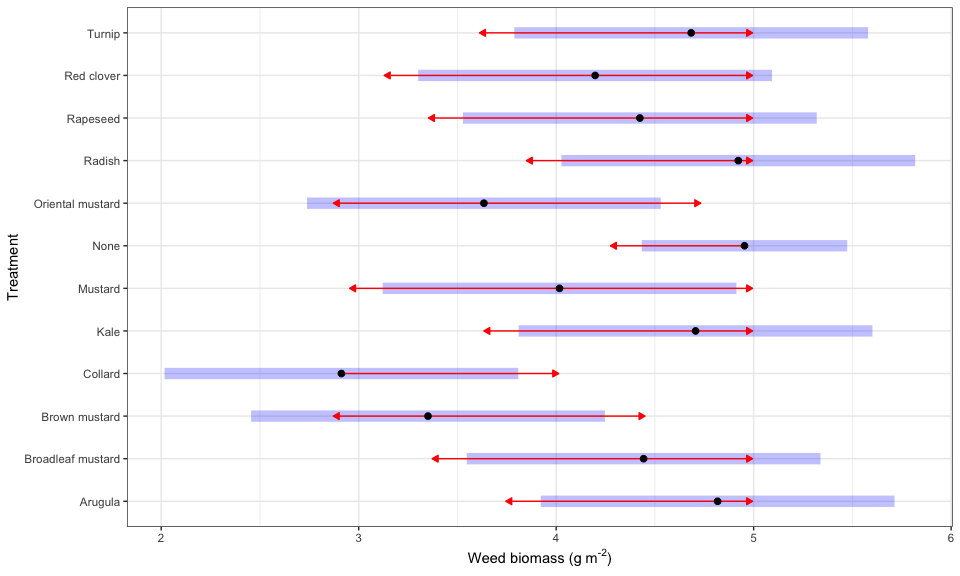 Treatment
Turnip
Red clover
Rapeseed
Radish
Oriental mustard
None
Mustard
Kale
Collard
Brown mustard
Broadleaf mustard
Arugula
2 3 4 5 6
Weed biomass (g m⁻²)